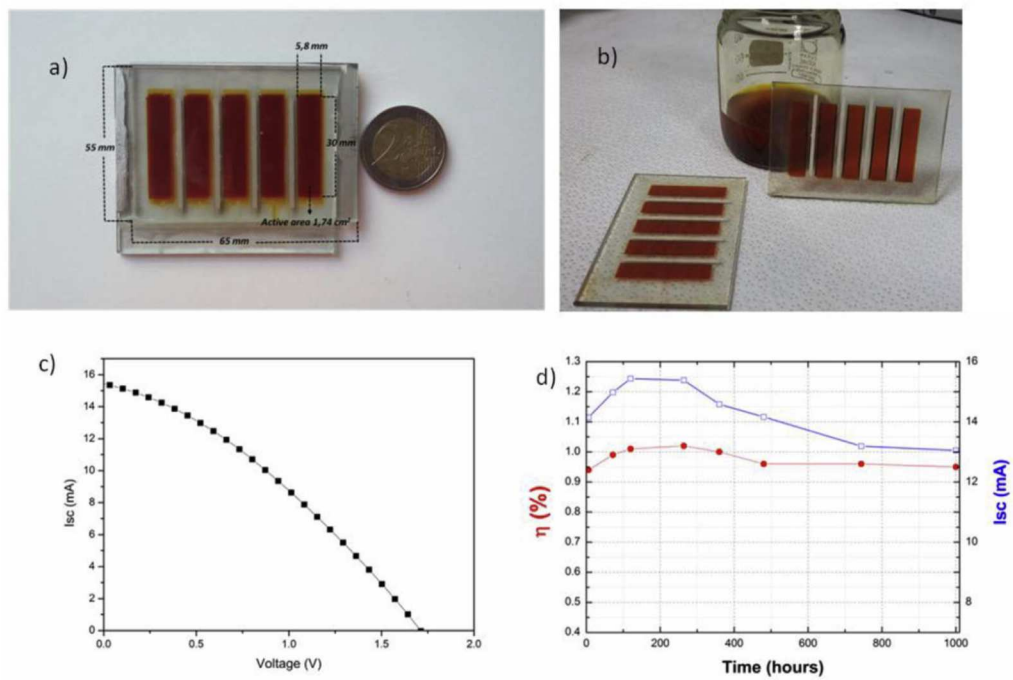 a)
5,8 mm
55 mm
30 mm
2
Active area 1,74 cm²
65 mm
b)
c)
16
14
12
10
8
6
4
2
0
Isc (mA)
0.0
0.5
1.0
1.5
2.0
Voltage (V)
d)
1.3
1.2
1.1
1.0
0.9
0.8
0.7
0.6
0.5
0.4
η (%)
16
14
12
10
8
Isc (mA)
0
200
400
600
800
1000
Time (hours)